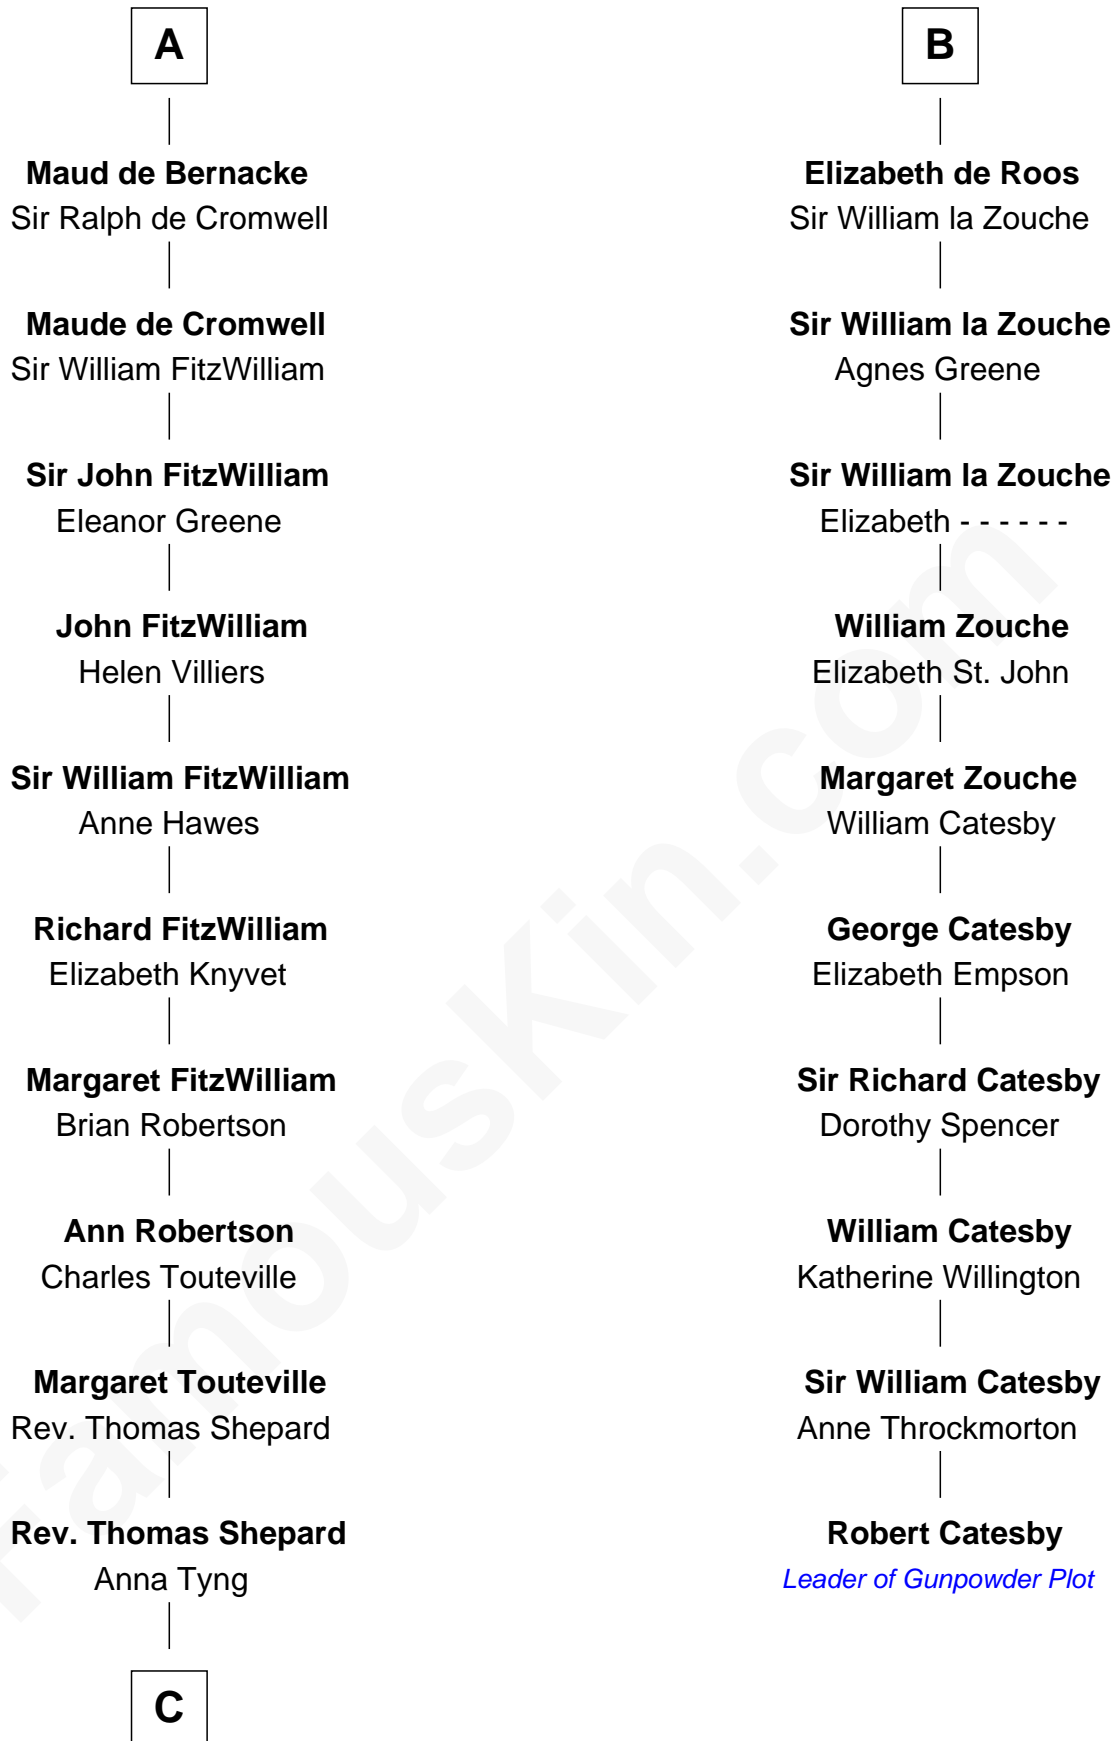 A
Maud de Bernacke
Sir Ralph de Cromwell
Maude de Cromwell
Sir William FitzWilliam
Sir John FitzWilliam
Eleanor Greene
John FitzWilliam
Helen Villiers
Sir William FitzWilliam
Anne Hawes
Richard FitzWilliam
Elizabeth Knyvet
Margaret FitzWilliam
Brian Robertson
Ann Robertson
Charles Touteville
Margaret Touteville
Rev. Thomas Shepard
Rev. Thomas Shepard
Anna Tyng
C
B
Elizabeth de Roos
Sir William la Zouche
Sir William la Zouche
Agnes Greene
Sir William la Zouche
Elizabeth - - - - - -
William Zouche
Elizabeth St. John
Margaret Zouche
William Catesby
George Catesby
Elizabeth Empson
Sir Richard Catesby
Dorothy Spencer
William Catesby
Katherine Willington
Sir William Catesby
Anne Throckmorton
Robert Catesby
Leader of Gunpowder Plot
FamousKin.com